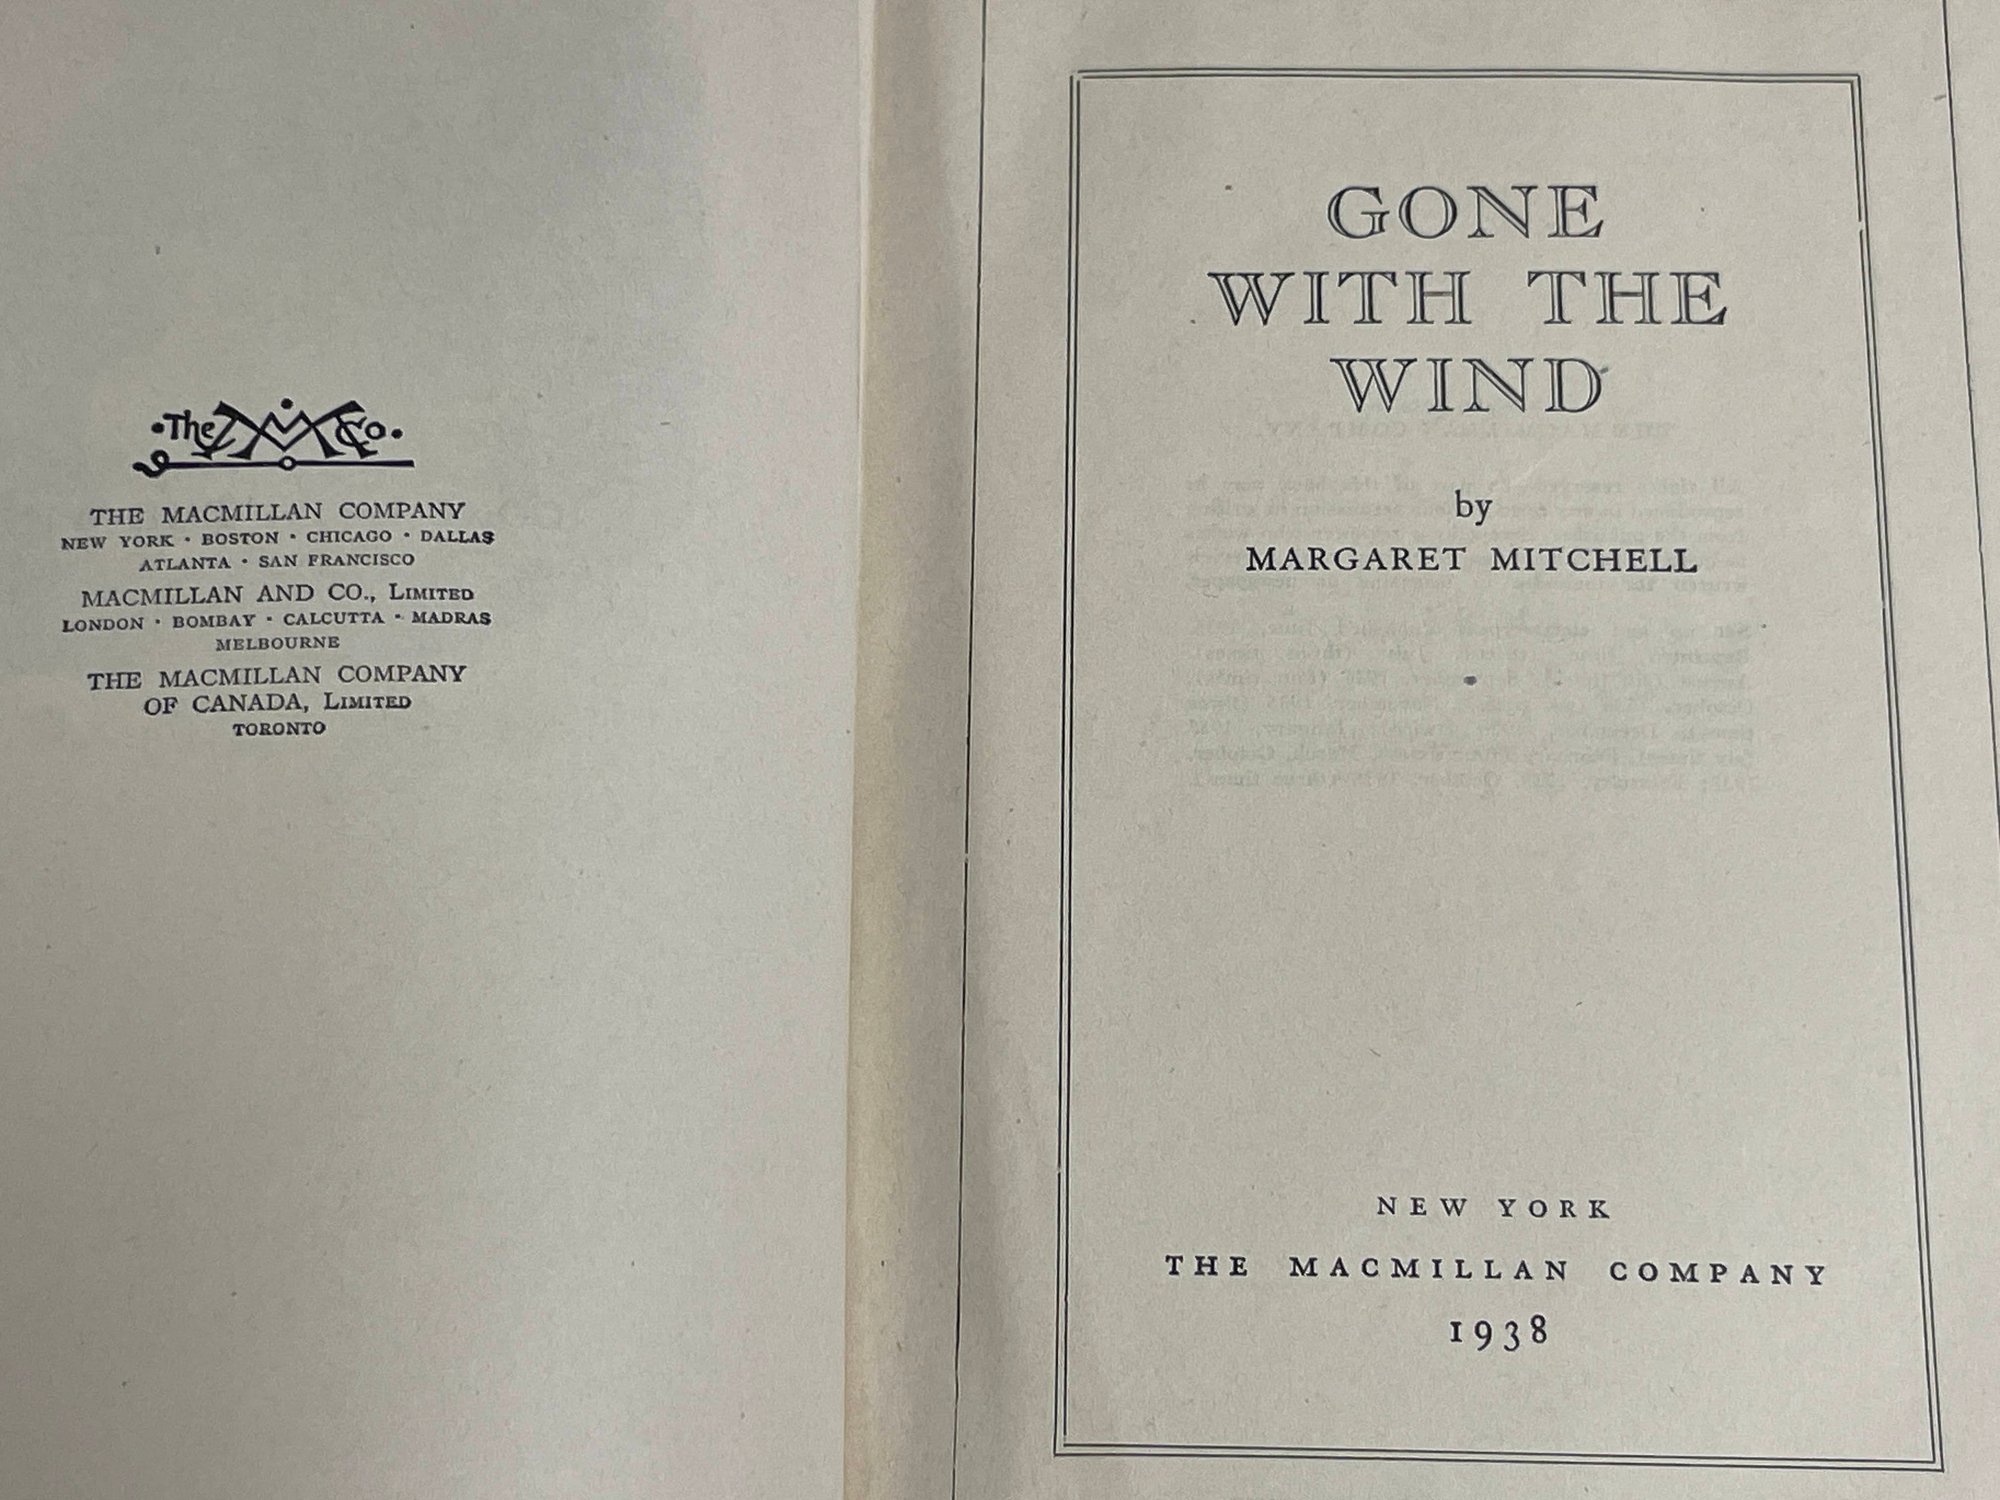 The M Co.
THE MACMILLAN COMPANY
NEW YORK · BOSTON · CHICAGO · DALLAS
ATLANTA · SAN FRANCISCO
MACMILLAN AND CO., LIMITED
LONDON · BOMBAY · CALCUTTA · MADRAS
MELBOURNE
THE MACMILLAN COMPANY
OF CANADA, LIMITED
TORONTO
GONE
WITH THE
WIND
by
MARGARET MITCHELL
NEW YORK
THE MACMILLAN COMPANY
1938